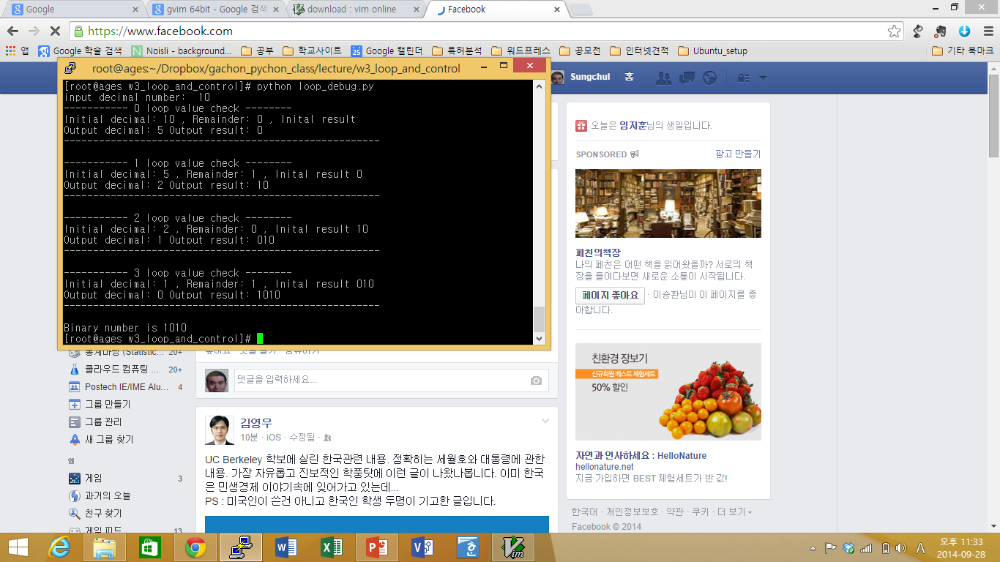 Google
gvim 64bit - Google 검색
download : vim online
Facebook
https://www.facebook.com
앱
Google 학술 검색
Noisli - background...
공부
학교사이트
Google 캘린더
특허분석
워드프레스
공모전
인터넷견적
Ubuntu_setup
기타 북마크
root@ages:~/Dropbox/gachon_pychon_class/lecture/w3_loop_and_control
[root@ages w3_loop_and_control]# python loop_debug.py
input decimal number:  10
----------- 0 loop value check --------
Initial decimal: 10 , Remainder: 0 , Inital result
Output decimal: 5 Output result: 0
------------------------------------------------------
----------- 1 loop value check --------
Initial decimal: 5 , Remainder: 1 , Inital result 0
Output decimal: 2 Output result: 10
------------------------------------------------------
----------- 2 loop value check --------
Initial decimal: 2 , Remainder: 0 , Inital result 10
Output decimal: 1 Output result: 010
------------------------------------------------------
----------- 3 loop value check --------
Initial decimal: 1 , Remainder: 1 , Inital result 010
Output decimal: 0 Output result: 1010
------------------------------------------------------
Binary number is 1010
[root@ages w3_loop_and_control]#
Sungchul 홈
오늘은 임지훈님의 생일입니다.
SPONSORED 광고 만들기
페친의책장
나의 페친은 어떤 책을 읽어왔을까? 서로의 책
장을 들여다보면 새로운 소통이 시작됩니다.
페이지 좋아요 · 이승환님이 이 페이지를 좋
아합니다.
친환경 장보기
신규회원 베스트 체험세트
50% 할인
자연과 인사하세요 : HelloNature
hellonature.net
지금 가입하면 BEST 체험세트가 반 값!
한국어 · 개인정보보호 · 약관 · 쿠키 · 더 보기
Facebook © 2014
통계마당 (Statistic... 20+
클라우드 컴퓨팅 ... 20+
Postech IE/IME Alu... 4
그룹 만들기
그룹 관리
새 그룹 찾기
앱
게임 3
과거의 오늘
친구 찾기
게임 피드 13
댓글을 입력하세요...
김영우
10분 · iOS · 수정됨 ·
UC Berkeley 학보에 실린 한국관련 내용. 정확히는 세월호와 대통령에 관한
내용. 가장 자유롭고 진보적인 학풍탓에 이런 글이 나왔나봅니다. 이미 한국
은 민생경제 이야기속에 잊어가고 있는데...
PS : 미국인이 쓴건 아니고 한국인 학생 두명이 기고한 글입니다.
A
오후 11:33
2014-09-28